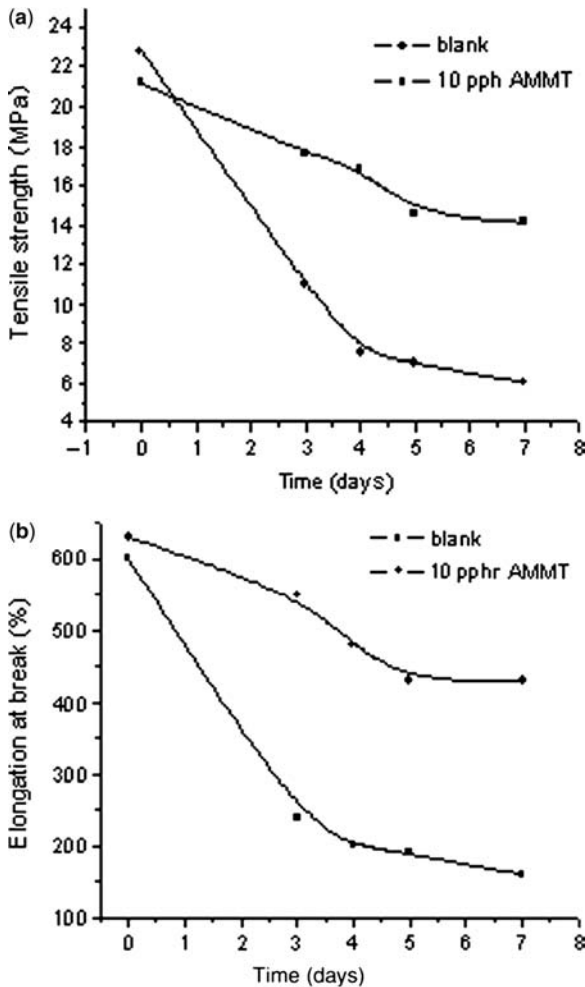 (a)
24
22
20
18
16
14
12
10
8
6
4
Tensile strength (MPa)
blank
10 pph AMMT
−1 0 1 2 3 4 5 6 7 8
Time (days)
(b)
600
500
400
300
200
100
Elongation at break (%)
blank
10 pphr AMMT
0 1 2 3 4 5 6 7 8
Time (days)